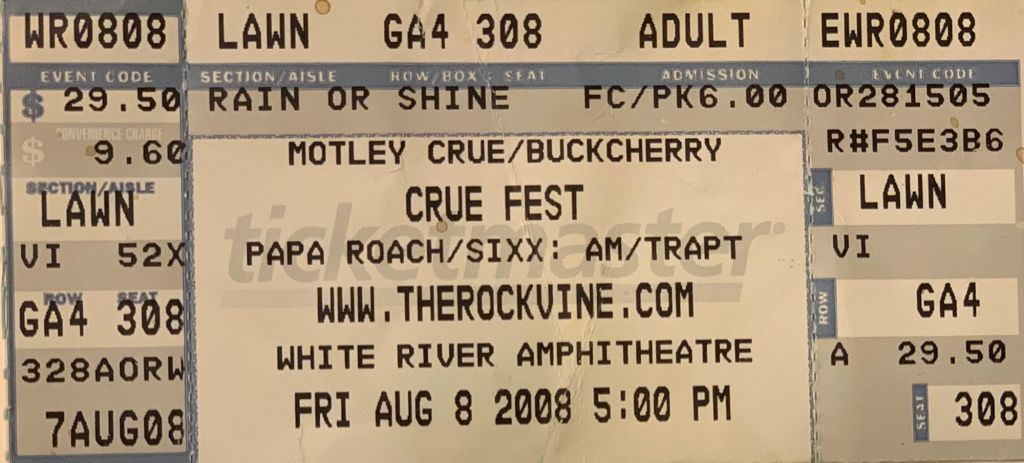 WR0808 LAWN GA4 308 ADULT EWR0808
EVENT CODE SECTION/AISLE ROW/BOX SEAT ADMISSION EVENT CODE
$ 29.50 RAIN OR SHINE FC/PK6.00 OR281505
CONVENIENCE CHARGE
$ 9.60 MOTLEY CRUE/BUCKCHERRY R#F5E3B6
SECTION/AISLE
LAWN CRUE FEST SEC LAWN
ticketmaster
VI 52X PAPA ROACH/SIXX: AM/TRAPT VI
ROW SEAT
GA4 308 WWW.THEROCKVINE.COM ROW GA4
328AORW WHITE RIVER AMPHITHEATRE A 29.50
7AUG08 FRI AUG 8 2008 5:00 PM SEAT 308